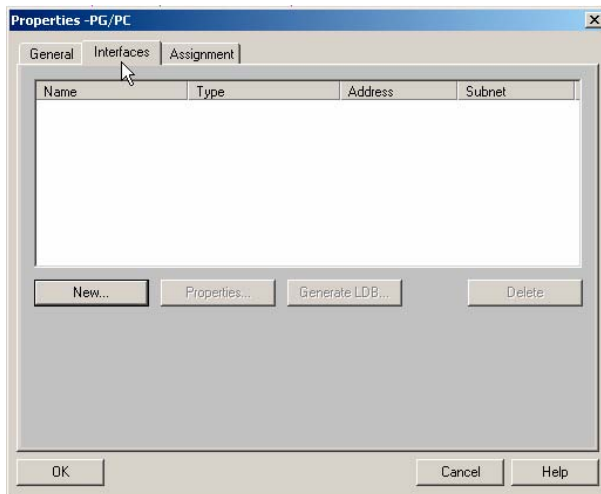 Properties -PG/PC
General Interfaces Assignment
Name Type Address Subnet
New... Properties... Generate LDB... Delete
OK Cancel Help